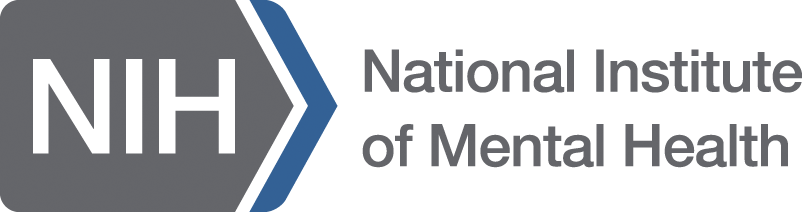 NIH
National Institute
of Mental Health